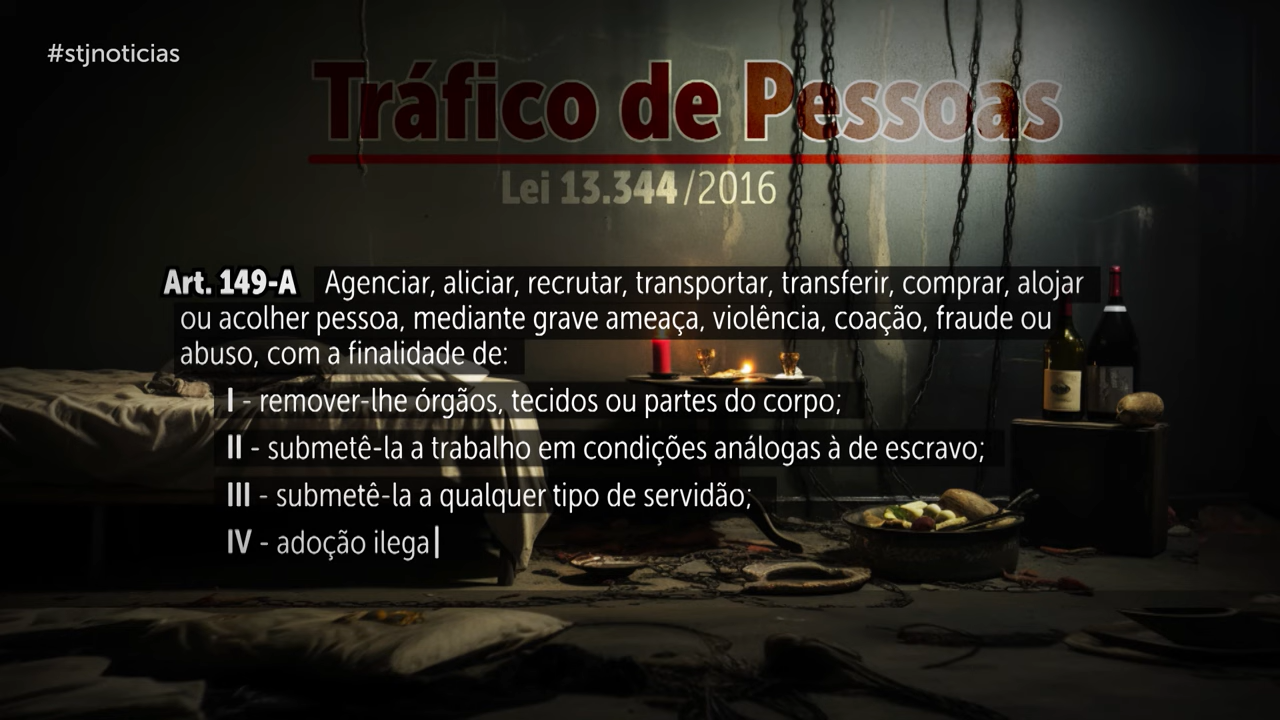 #stjnoticias
Tráfico de Pessoas
Lei 13.344/2016
Art. 149-A Agenciar, aliciar, recrutar, transportar, transferir, comprar, alojar
ou acolher pessoa, mediante grave ameaça, violência, coação, fraude ou
abuso, com a finalidade de:
I - remover-lhe órgãos, tecidos ou partes do corpo;
II - submetê-la a trabalho em condições análogas à de escravo;
III - submetê-la a qualquer tipo de servidão;
IV - adoção ilega